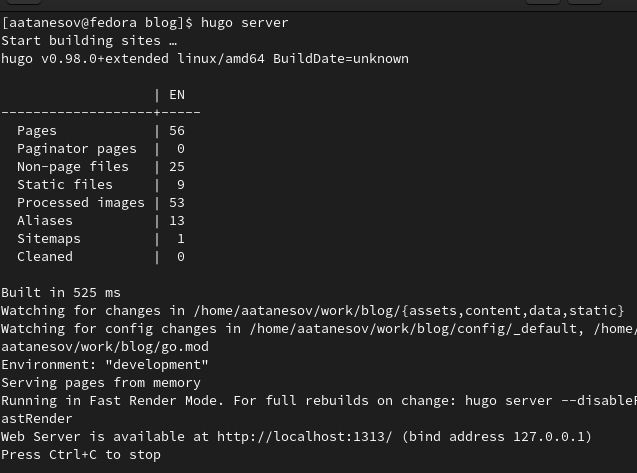 [aatanesov@fedora blog]$ hugo server
Start building sites …
hugo v0.98.0+extended linux/amd64 BuildDate=unknown
                   | EN
-------------------+-----
  Pages            | 56
  Paginator pages  |  0
  Non-page files   | 25
  Static files     |  9
  Processed images | 53
  Aliases          | 13
  Sitemaps         |  1
  Cleaned          |  0
Built in 525 ms
Watching for changes in /home/aatanesov/work/blog/{assets,content,data,static}
Watching for config changes in /home/aatanesov/work/blog/config/_default, /home/
aatanesov/work/blog/go.mod
Environment: "development"
Serving pages from memory
Running in Fast Render Mode. For full rebuilds on change: hugo server --disableF
astRender
Web Server is available at http://localhost:1313/ (bind address 127.0.0.1)
Press Ctrl+C to stop